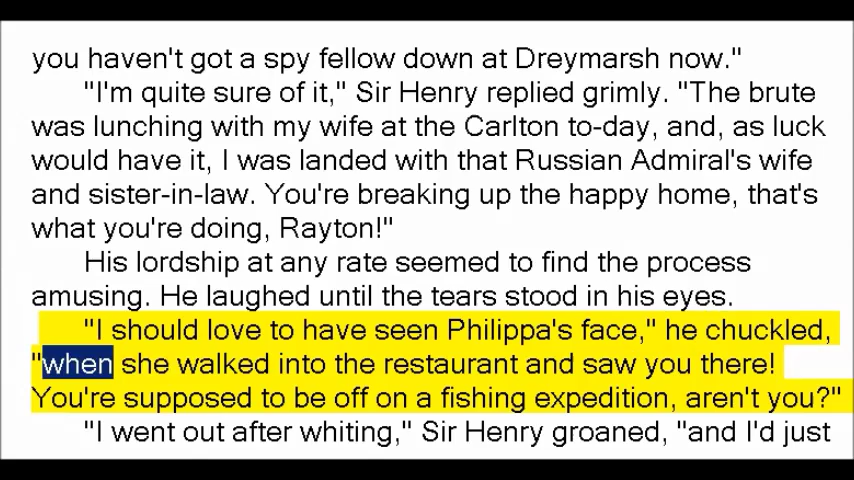 you haven't got a spy fellow down at Dreymarsh now."
"I'm quite sure of it," Sir Henry replied grimly. "The brute
was lunching with my wife at the Carlton to-day, and, as luck
would have it, I was landed with that Russian Admiral's wife
and sister-in-law. You're breaking up the happy home, that's
what you're doing, Rayton!"
His lordship at any rate seemed to find the process
amusing. He laughed until the tears stood in his eyes.
"I should love to have seen Philippa's face," he chuckled,
"when she walked into the restaurant and saw you there!
You're supposed to be off on a fishing expedition, aren't you?"
"I went out after whiting," Sir Henry groaned, "and I'd just